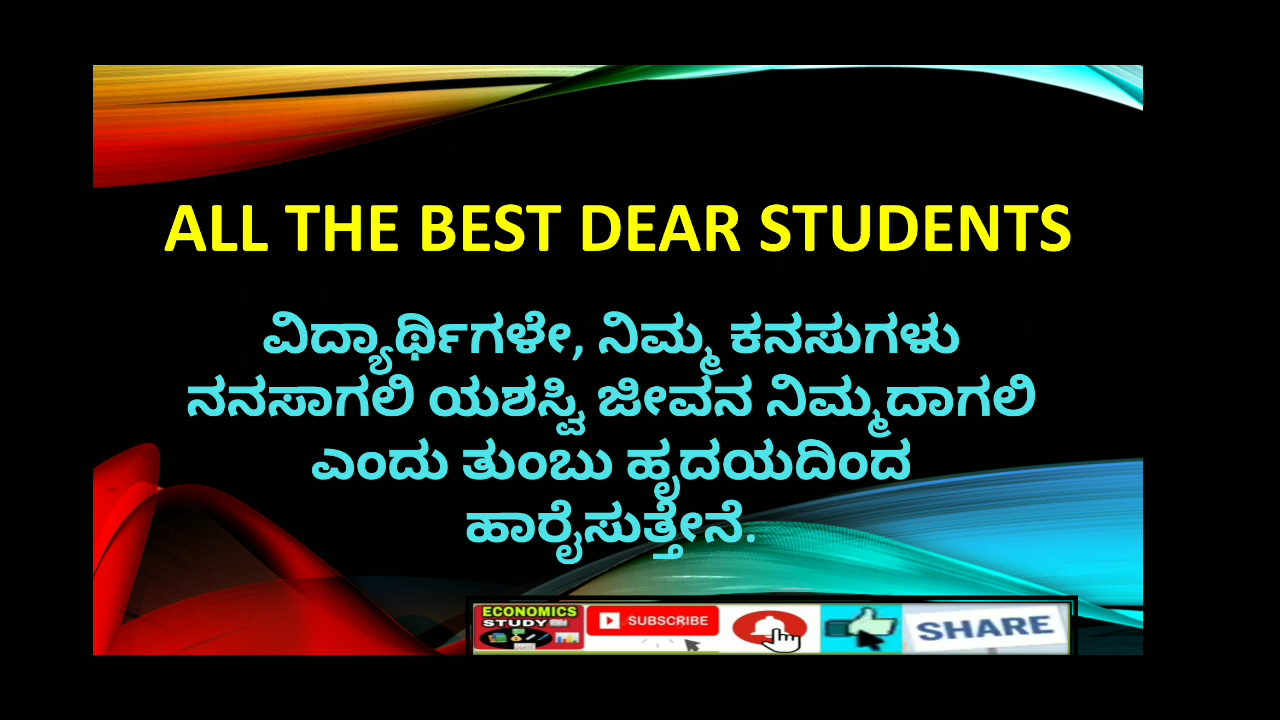 ALL THE BEST DEAR STUDENTS
ವಿದ್ಯಾರ್ಥಿಗಳೇ, ನಿಮ್ಮ ಕನಸುಗಳು
ನನಸಾಗಲಿ ಯಶಸ್ವಿ ಜೀವನ ನಿಮ್ಮದಾಗಲಿ
ಎಂದು ತುಂಬು ಹೃದಯದಿಂದ
ಹಾರೈಸುತ್ತೇನೆ.
ECONOMICS
STUDY
SUBSCRIBE
SHARE